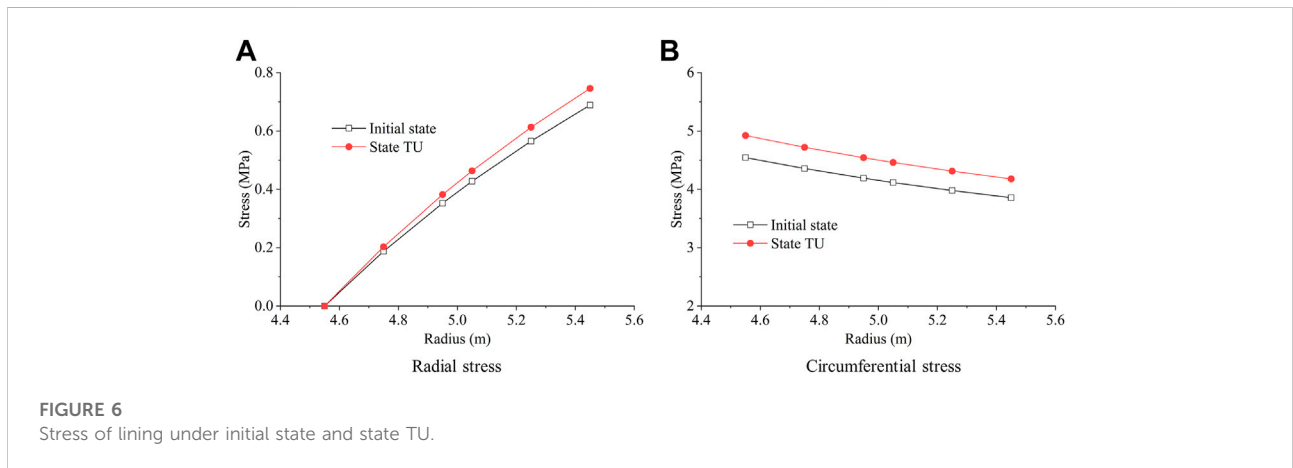 A
0.8
0.6
0.4
0.2
0.0
Stress (MPa)
Initial state
State TU
4.4 4.6 4.8 5.0 5.2 5.4 5.6
Radius (m)
Radial stress
B
6
5
4
3
2
Stress (MPa)
Initial state
State TU
4.4 4.6 4.8 5.0 5.2 5.4 5.6
Radius (m)
Circumferential stress
FIGURE 6
Stress of lining under initial state and state TU.